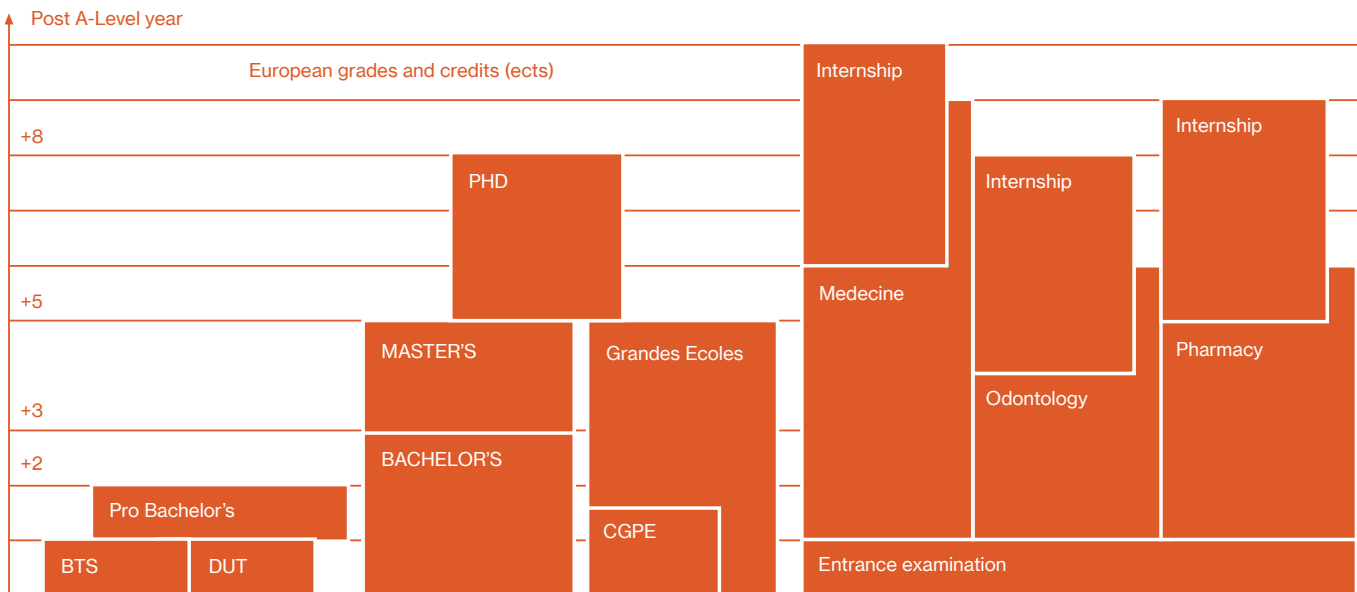 Post A-Level year
European grades and credits (ects)
Internship
+8
Internship
PHD
Internship
+5
Medecine
MASTER'S
Grandes Ecoles
Pharmacy
Odontology
+3
+2
BACHELOR'S
Pro Bachelor's
CGPE
BTS
DUT
Entrance examination